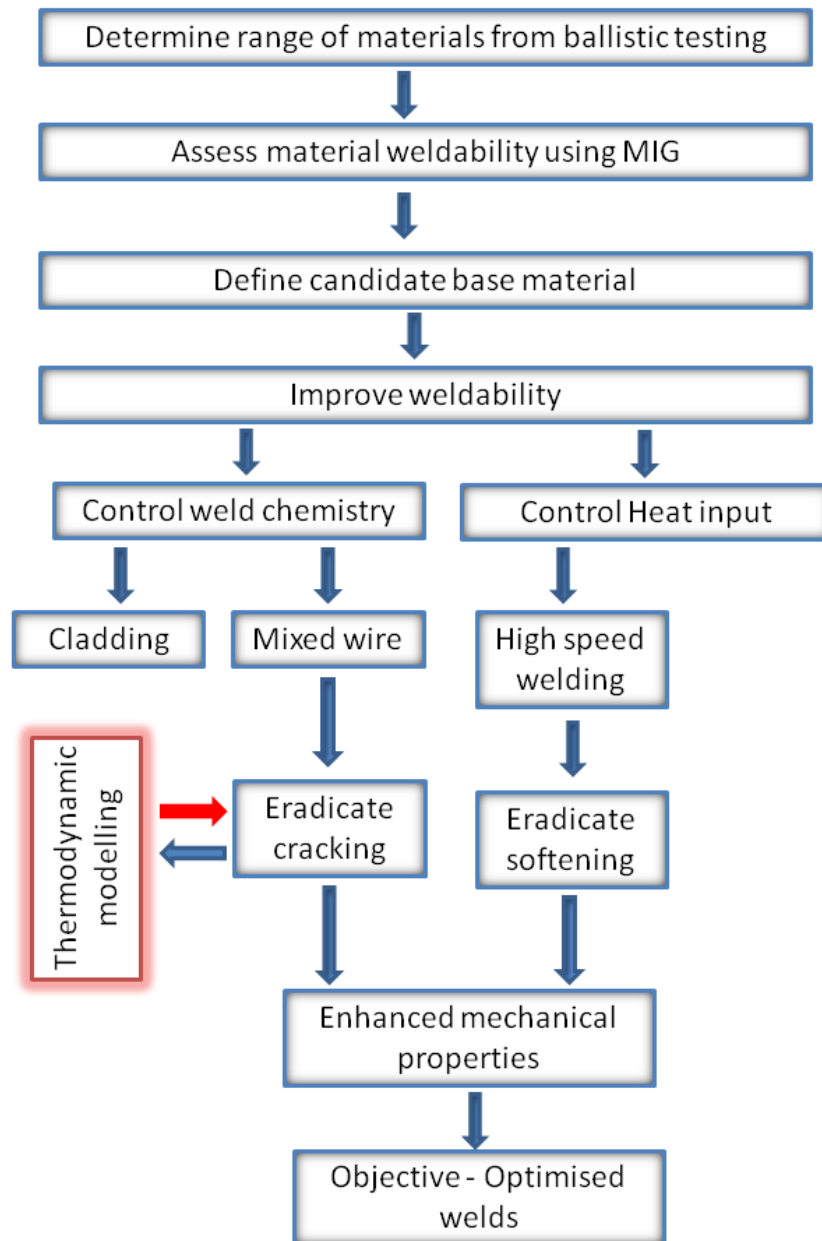 Determine range of materials from ballistic testing
Assess material weldability using MIG
Define candidate base material
Improve weldability
Control weld chemistry
Control Heat input
Cladding
Mixed wire
High speed
welding
Thermodynamic
modelling
Eradicate
cracking
Eradicate
softening
Enhanced mechanical
properties
Objective - Optimised
welds